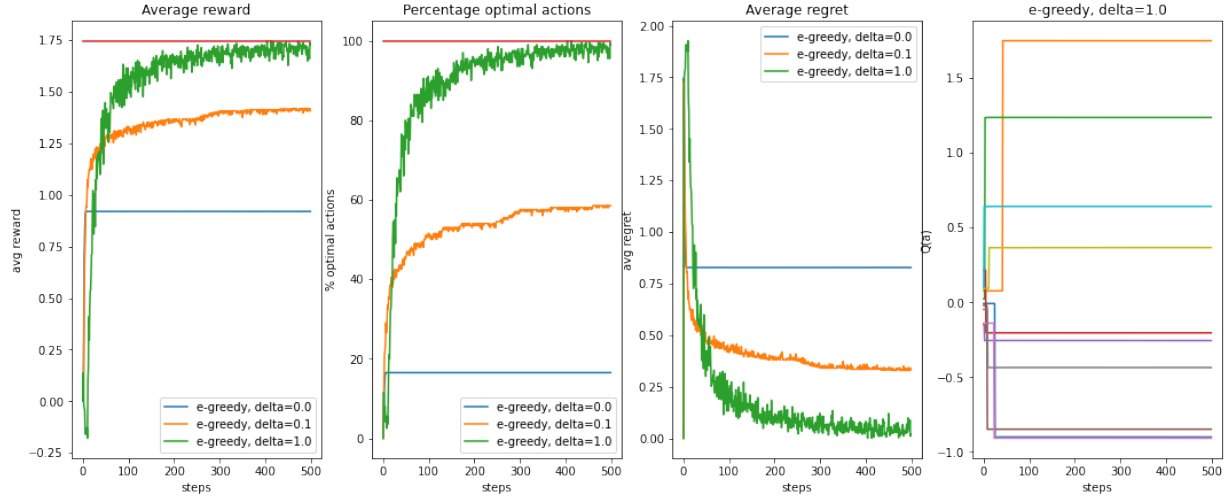 Average reward
1.75
1.50
1.25
1.00
0.75
0.50
0.25
0.00
−0.25
avg reward
0
100
200
300
400
500
steps
e-greedy, delta=0.0
e-greedy, delta=0.1
e-greedy, delta=1.0
Percentage optimal actions
100
80
60
40
20
0
% optimal actions
0
100
200
300
400
500
steps
e-greedy, delta=0.0
e-greedy, delta=0.1
e-greedy, delta=1.0
Average regret
2.00
1.75
1.50
1.25
1.00
0.75
0.50
0.25
0.00
avg regret
0
100
200
300
400
500
steps
e-greedy, delta=0.0
e-greedy, delta=0.1
e-greedy, delta=1.0
e-greedy, delta=1.0
1.5
1.0
0.5
0.0
−0.5
−1.0
Q(a)
0
100
200
300
400
500
steps